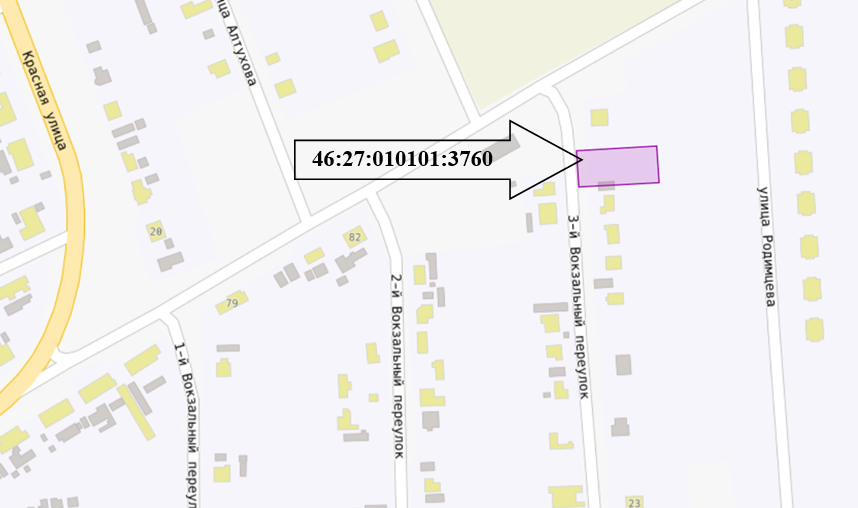 ца Алтухова
Красная улица
46:27:010101:3760
3-й Вокзальный переулок
улица Родимцева
20
82
2-й Вокзальный переулок
79
1-й Вокзальный переул
23